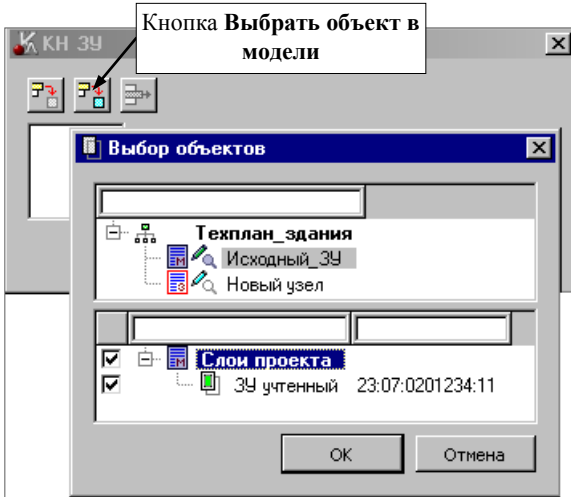 Кнопка Выбрать объект в
модели
КН ЗУ
Выбор объектов
Техплан_здания
Исходный_ЗУ
Новый узел
Слои проекта
ЗУ учтенный 23:07:0201234:11
OK Отмена